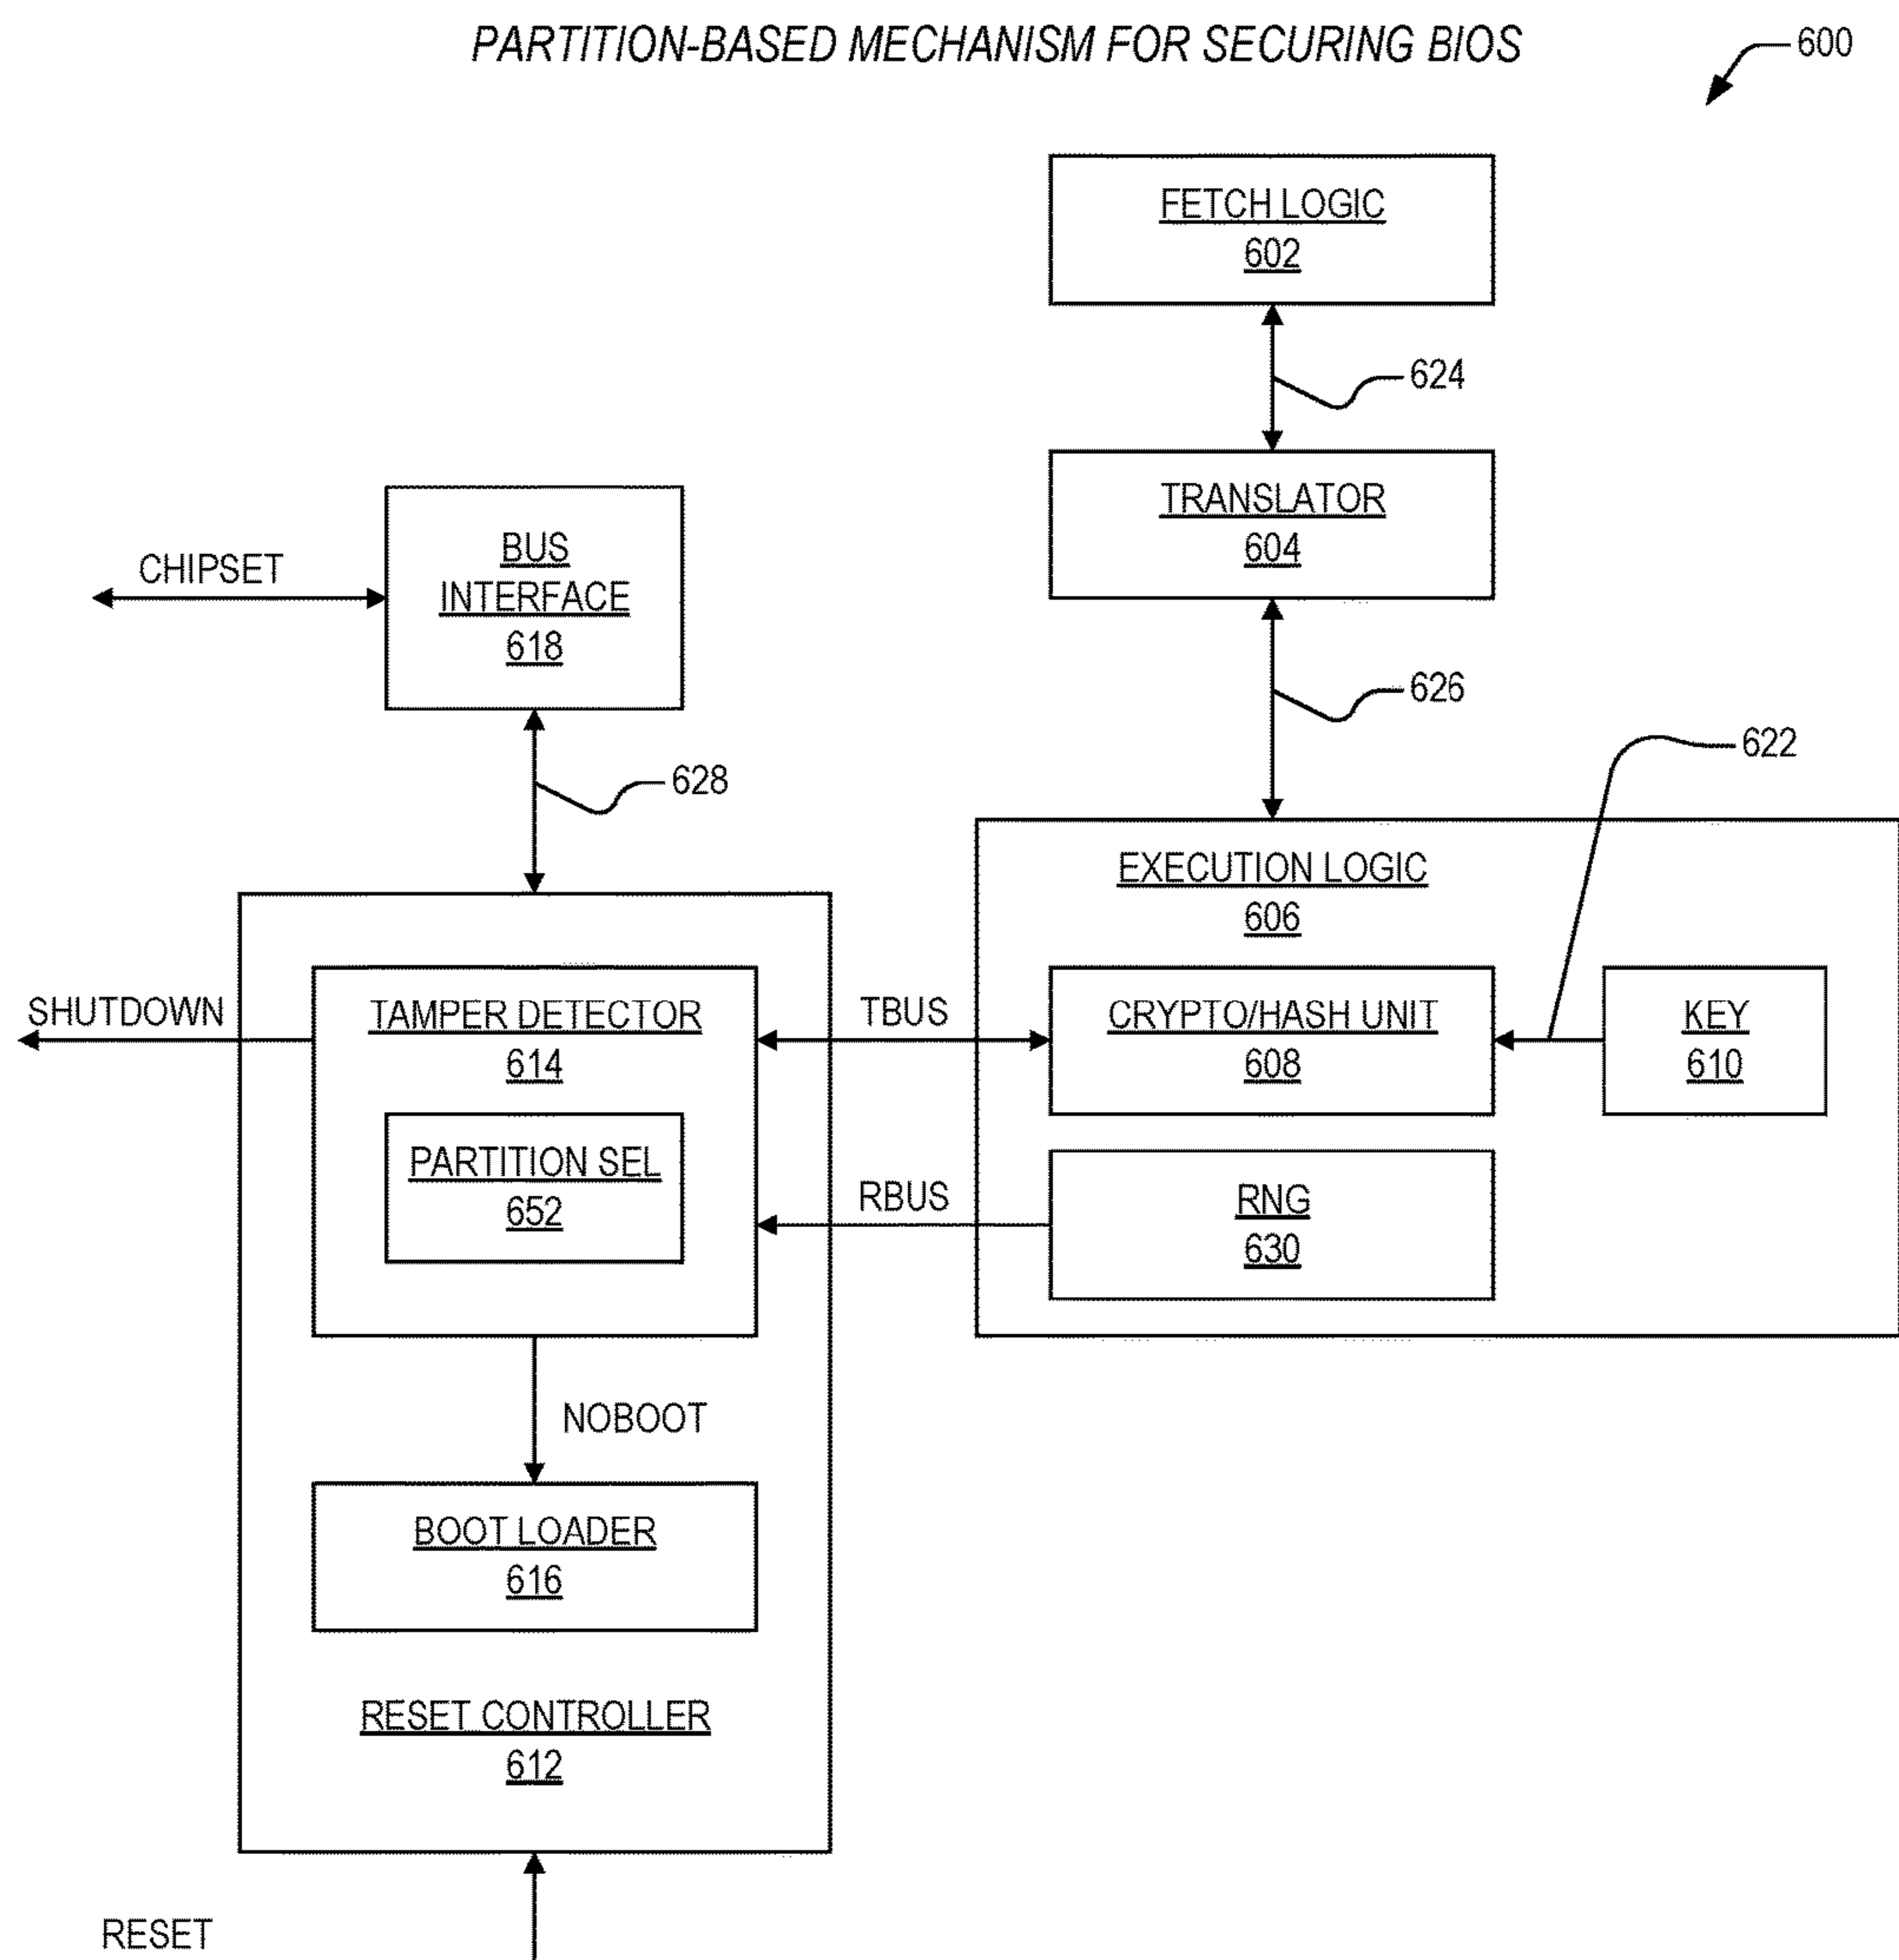 PARTITION-BASED MECHANISM FOR SECURING BIOS
600
FETCH LOGIC
602
624
TRANSLATOR
604
CHIPSET
BUS
INTERFACE
618
626
622
628
EXECUTION LOGIC
606
SHUTDOWN
TAMPER DETECTOR
614
TBUS
CRYPTO/HASH UNIT
608
KEY
610
PARTITION SEL
652
RBUS
RNG
630
NOBOOT
BOOT LOADER
616
RESET CONTROLLER
612
RESET